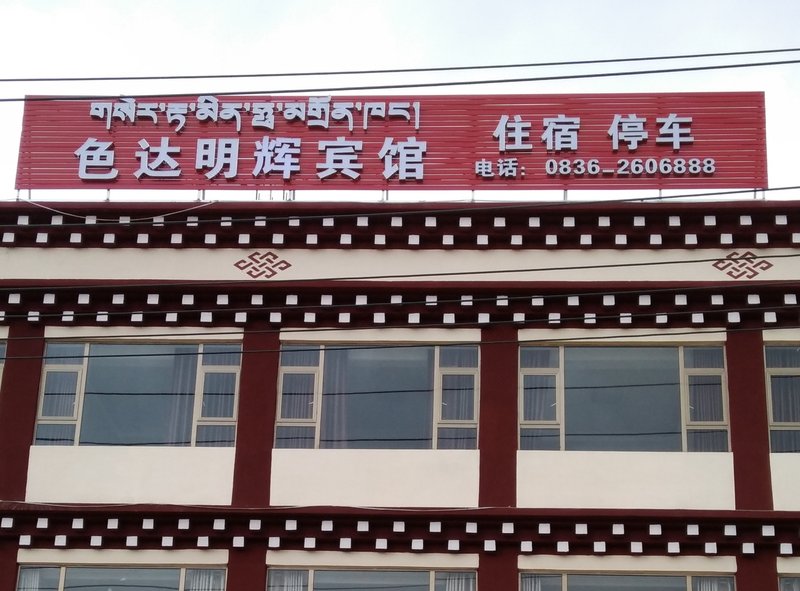 གསེར་རྟ་མིན་ཧྥུ་མགྲོན་ཁང།
色达明辉宾馆
住宿 停车
电话：0836-2606888